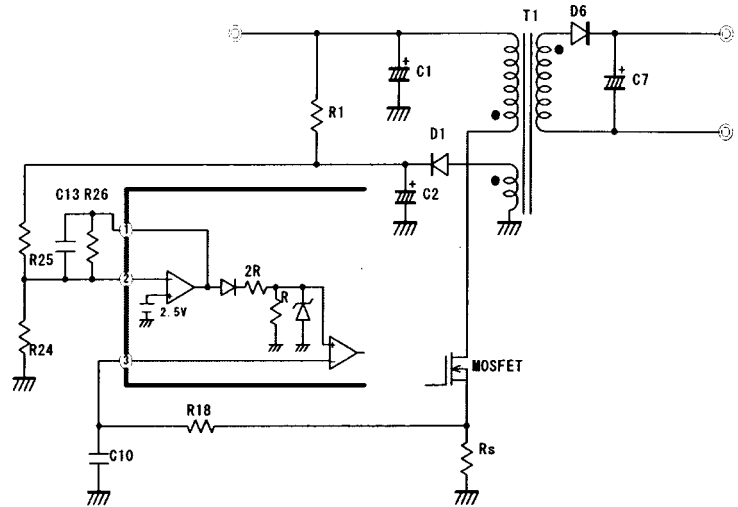 T1
D6
+
C1
+
C7
R1
D1
+
C2
C13 R26
1
R25
2
2R
R
2.5V
R24
3
MOSFET
R18
C10
Rs